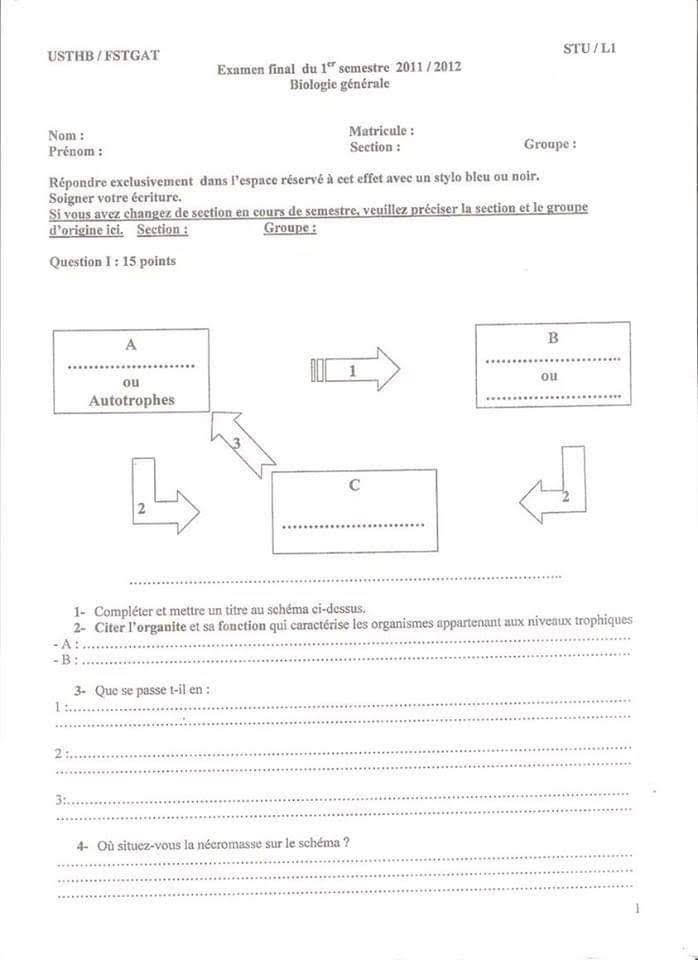 USTHB / FSTGAT
STU / L1
Examen final du 1er semestre 2011 / 2012
Biologie générale
Nom :
Matricule :
Prénom :
Section :
Groupe :
Répondre exclusivement dans l'espace réservé à cet effet avec un stylo bleu ou noir.
Soigner votre écriture.
Si vous avez changez de section en cours de semestre, veuillez préciser la section et le groupe
d'origine ici. Section : Groupe :
Question I : 15 points
A
ou
Autotrophes
1
B
ou
3
2
C
2
1- Compléter et mettre un titre au schéma ci-dessus.
2- Citer l'organite et sa fonction qui caractérise les organismes appartenant aux niveaux trophiques
- A :
- B :
3- Que se passe t-il en :
1 :
2 :
3:
4- Où situez-vous la nécromasse sur le schéma ?
1